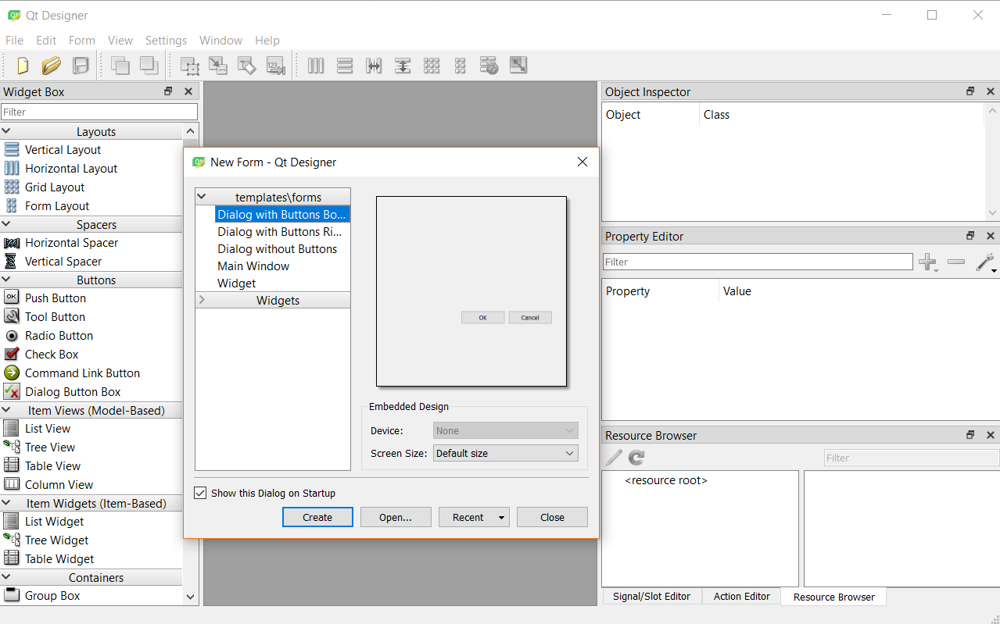 Qt Designer
File Edit Form View Settings Window Help
Widget Box
Filter
Layouts
Vertical Layout
Horizontal Layout
Grid Layout
Form Layout
Spacers
Horizontal Spacer
Vertical Spacer
Buttons
Push Button
Tool Button
Radio Button
Check Box
Command Link Button
Dialog Button Box
Item Views (Model-Based)
List View
Tree View
Table View
Column View
Item Widgets (Item-Based)
List Widget
Tree Widget
Table Widget
Containers
Group Box
New Form - Qt Designer
templates\forms
Dialog with Buttons Bo...
Dialog with Buttons Ri...
Dialog without Buttons
Main Window
Widget
Widgets
OK Cancel
Embedded Design
Device: None
Screen Size: Default size
Show this Dialog on Startup
Create Open... Recent Close
Object Inspector
Object Class
Property Editor
Filter
Property Value
Resource Browser
Filter
<resource root>
Signal/Slot Editor Action Editor Resource Browser